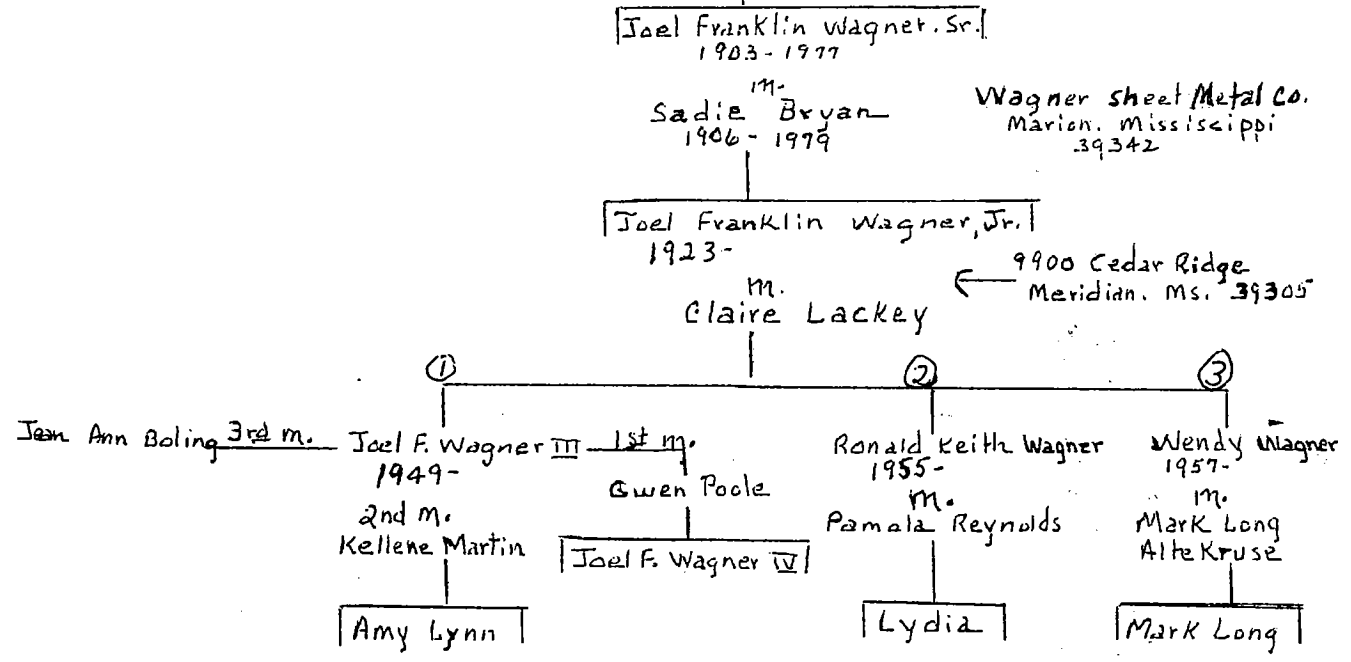 Joel Franklin Wagner. Sr.
1903 - 1977
m.
Sadie Bryan
1906 - 1979
Wagner Sheet Metal Co.
Marion. Mississippi
39342
Joel Franklin Wagner, Jr.
1923-
m.
Claire Lackey
9900 Cedar Ridge
Meridian. Ms. 39305
1
2
3
Jean Ann Boling 3rd m. Joel F. Wagner III 1st m.
1949-
Gwen Poole
2nd m.
Kellene Martin
Joel F. Wagner IV
Amy Lynn
Ronald Keith Wagner
1955-
m.
Pamala Reynolds
Lydia
Wendy Wagner
1957-
m.
Mark Long
AlteKruse
Mark Long